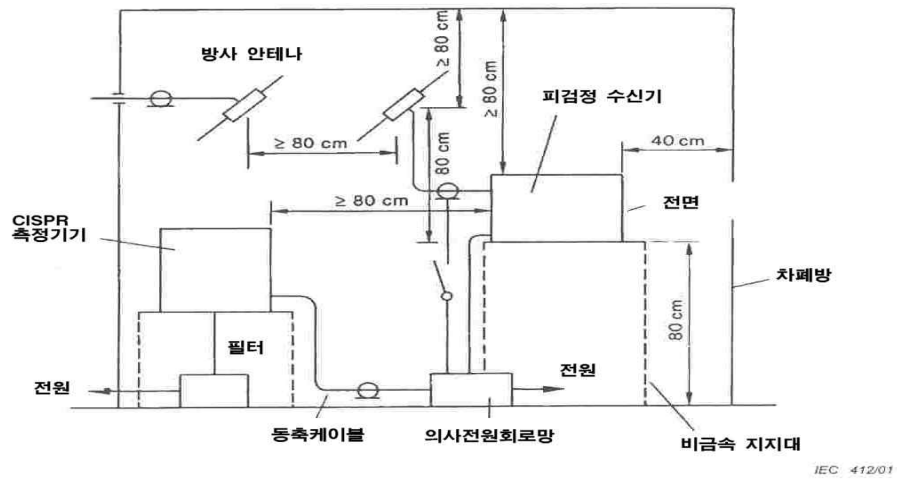 방사 안테나
≥ 80 cm
≥ 80 cm
피검정 수신기
≥ 80 cm
80 cm
40 cm
≥ 80 cm
전면
CISPR
측정기기
차폐방
80 cm
필터
전원
전원
동축케이블
의사전원회로망
비금속 지지대
IEC 412/01